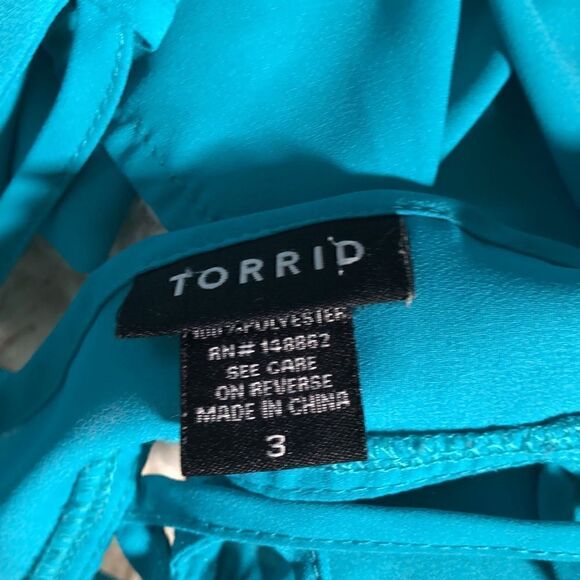 TORRID
100% POLYESTER
RN# 148862
SEE CARE
ON REVERSE
MADE IN CHINA
3